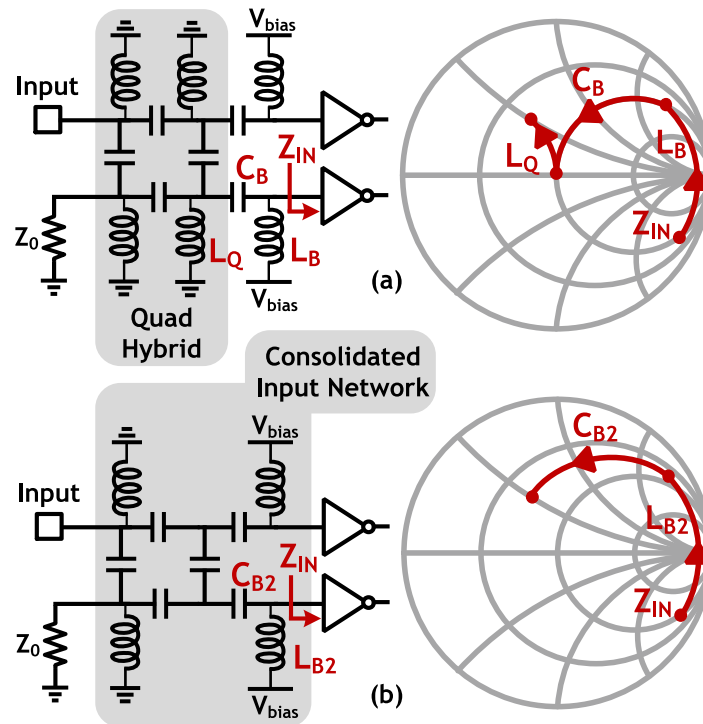 Vbias
Input
CB
ZIN
Z0
LQ
LB
Vbias
(a)
Quad
Hybrid
CB
LQ
LB
ZIN
Consolidated
Input Network
Vbias
Input
CB2
ZIN
Z0
LB2
Vbias
(b)
CB2
LB2
ZIN